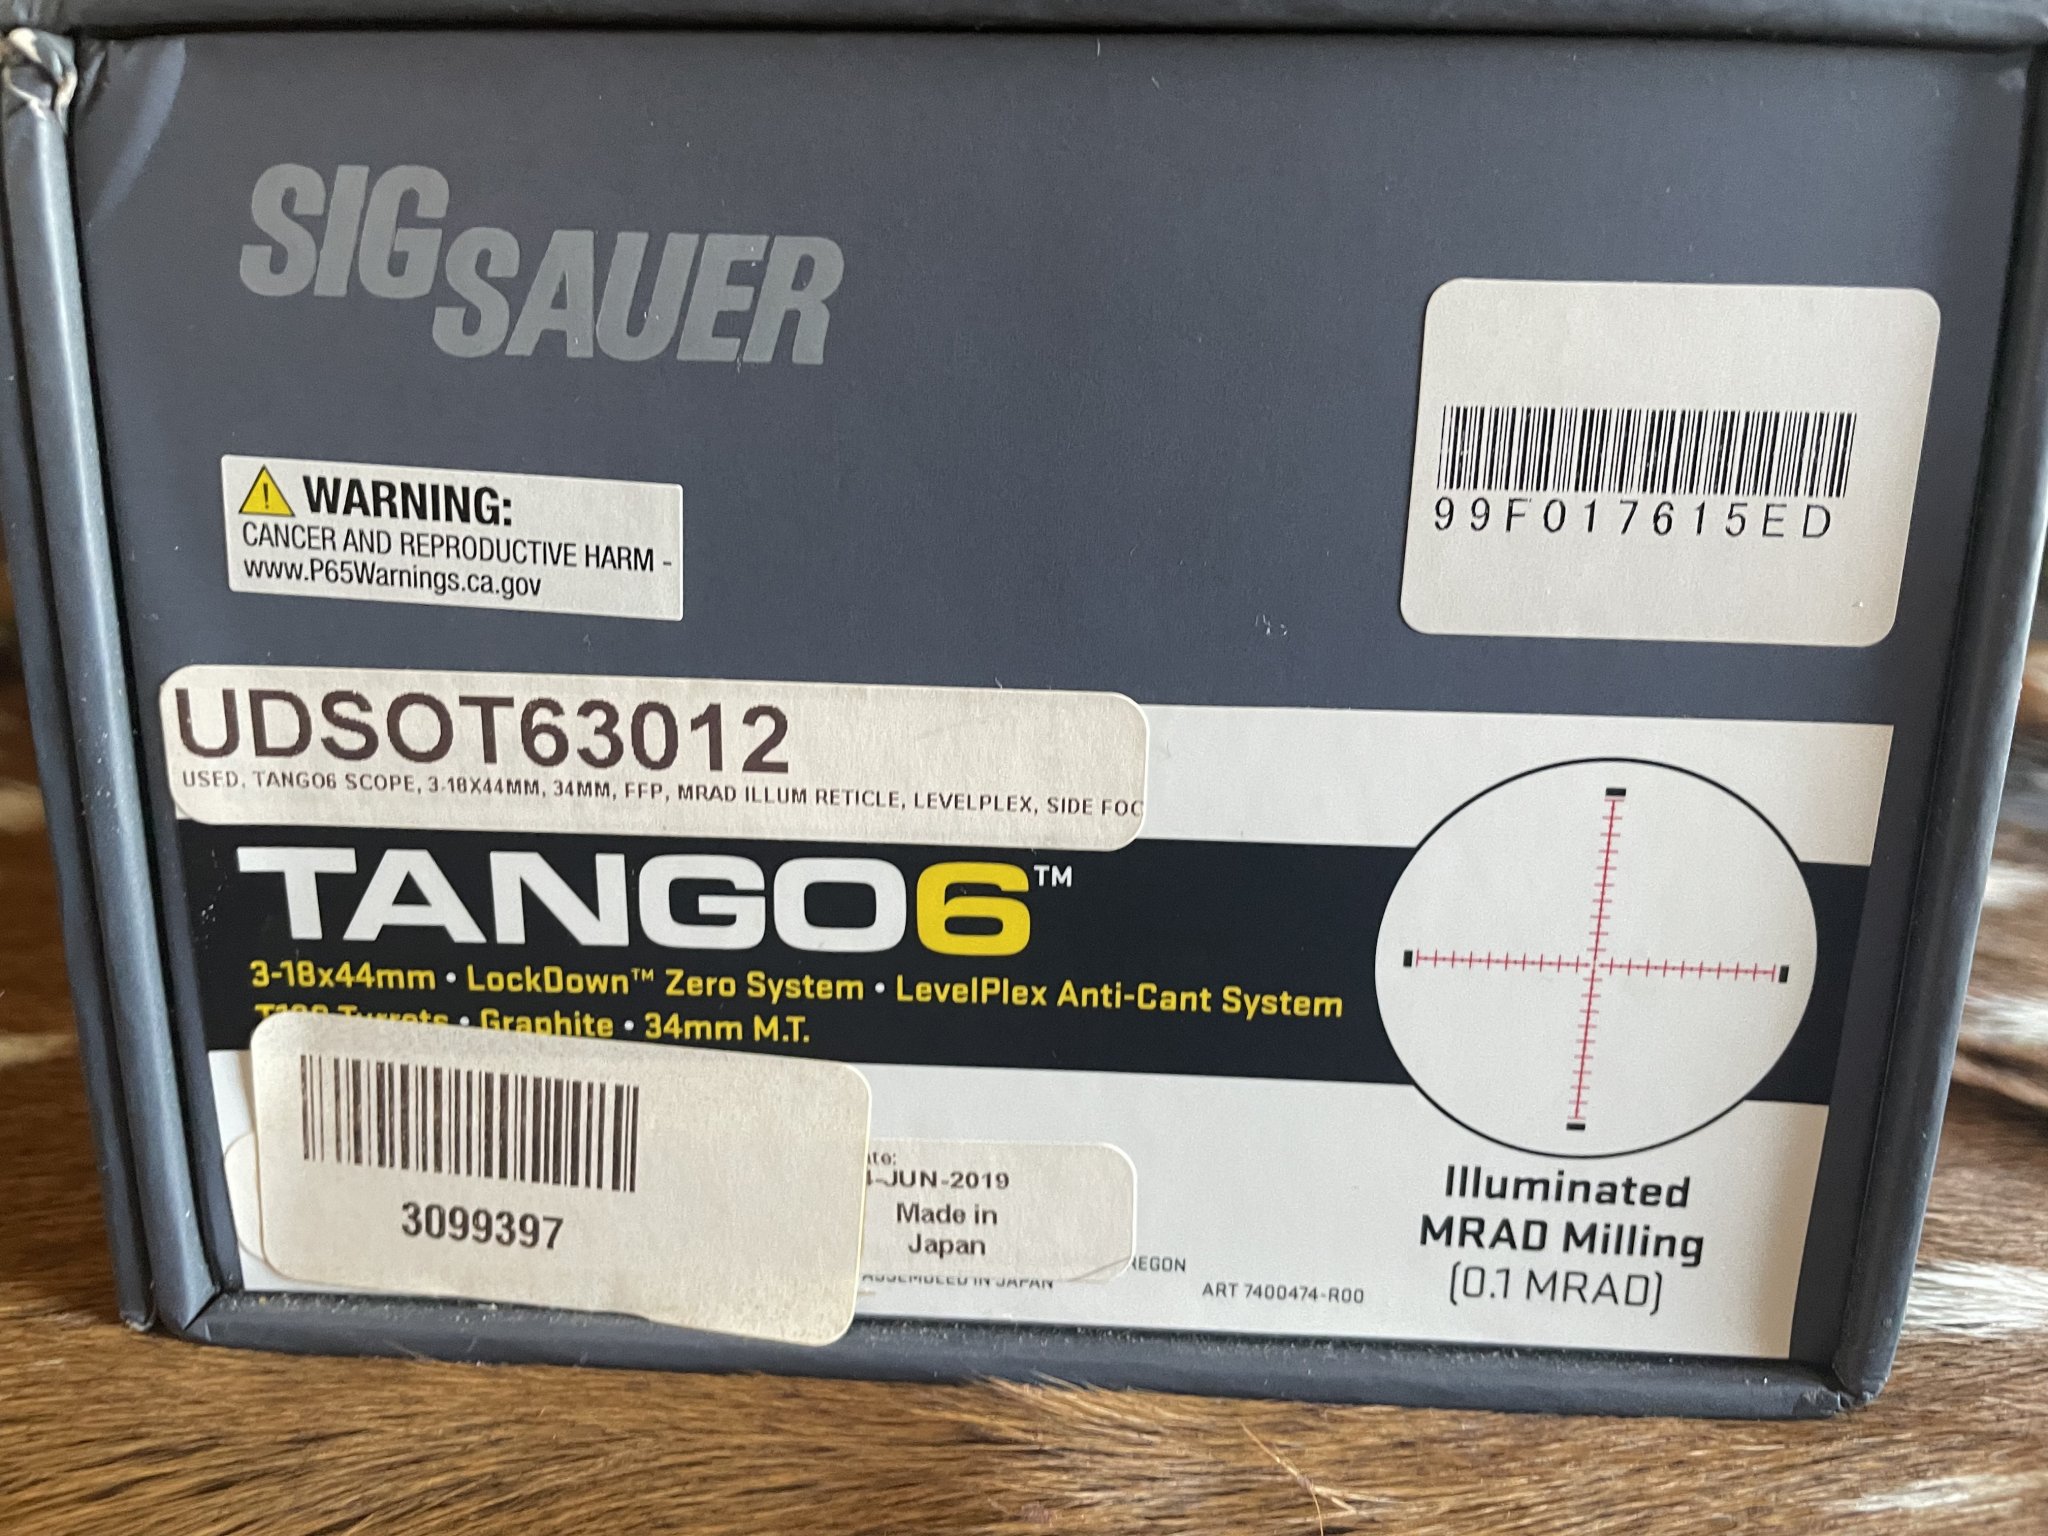 SIG SAUER
99F017615ED
WARNING:
CANCER AND REPRODUCTIVE HARM -
www.P65Warnings.ca.gov
UDSOT63012
USED, TANGO6 SCOPE, 3-18X44MM, 34MM, FFP, MRAD ILLUM RETICLE, LEVELPLEX, SIDE FOC
TANGO6™
3-18x44mm • LockDown™ Zero System • LevelPlex Anti-Cant System
Turrets • Graphite • 34mm M.T.
3099397
-JUN-2019
Made in
Japan
ASSEMBLED IN JAPAN
ART 7400474-R00
Illuminated
MRAD Milling
(0.1 MRAD)